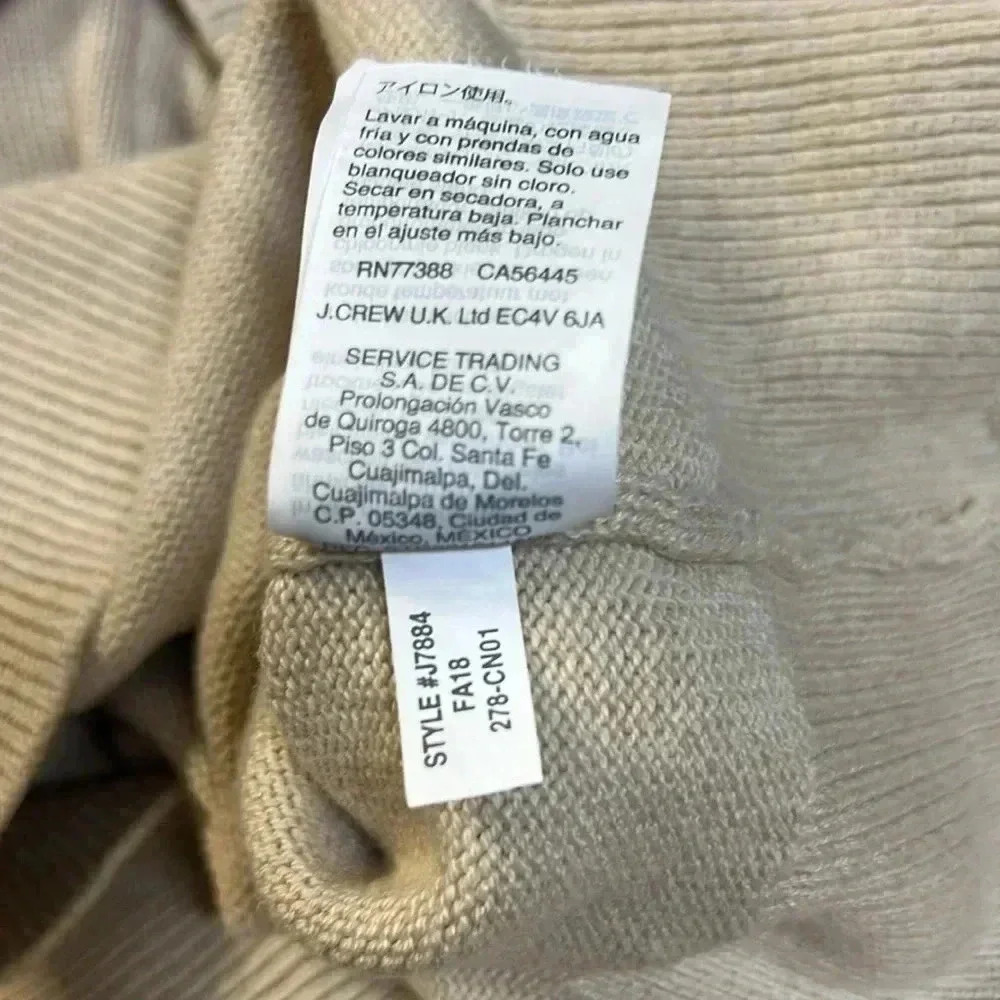 アイロン使用。
Lavar a máquina, con agua
fría y con prendas de
colores similares. Solo use
blanqueador sin cloro.
Secar en secadora, a
temperatura baja. Planchar
en el ajuste más bajo.
RN77388 CA56445
J.CREW U.K. Ltd EC4V 6JA
SERVICE TRADING
S.A. DE C.V.
Prolongación Vasco
de Quiroga 4800, Torre 2,
Piso 3 Col. Santa Fe
Cuajimalpa, Del.
Cuajimalpa de Morelos
C.P. 05348, Ciudad de
México, MEXICO
STYLE #J7884
FA18
278-CN01